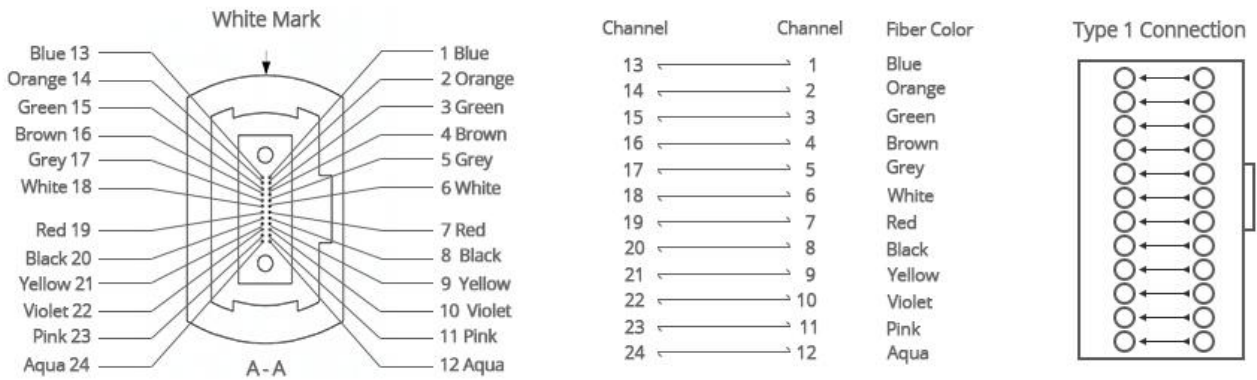 White Mark
Blue 13
Orange 14
Green 15
Brown 16
Grey 17
White 18
Red 19
Black 20
Yellow 21
Violet 22
Pink 23
Aqua 24
1 Blue
2 Orange
3 Green
4 Brown
5 Grey
6 White
7 Red
8 Black
9 Yellow
10 Violet
11 Pink
12 Aqua
A - A
Channel Channel Fiber Color
13 1 Blue
14 2 Orange
15 3 Green
16 4 Brown
17 5 Grey
18 6 White
19 7 Red
20 8 Black
21 9 Yellow
22 10 Violet
23 11 Pink
24 12 Aqua
Type 1 Connection